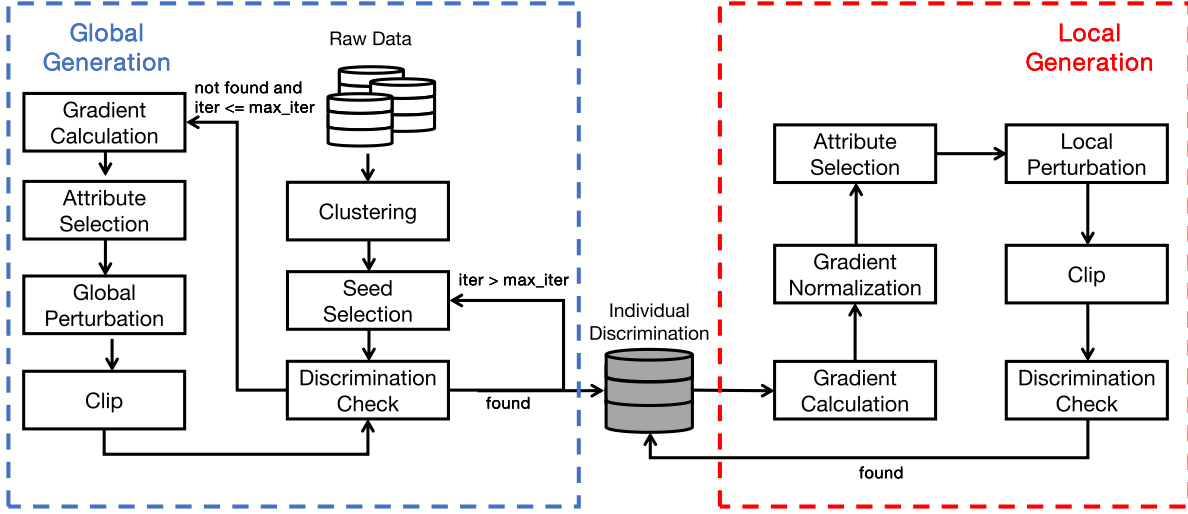 Global
Generation
Raw Data
not found and
iter <= max_iter
Gradient
Calculation
Attribute
Selection
Global
Perturbation
Clip
Clustering
iter > max_iter
Seed
Selection
Discrimination
Check
found
Individual
Discrimination
Local
Generation
Attribute
Selection
Local
Perturbation
Gradient
Normalization
Clip
Gradient
Calculation
Discrimination
Check
found